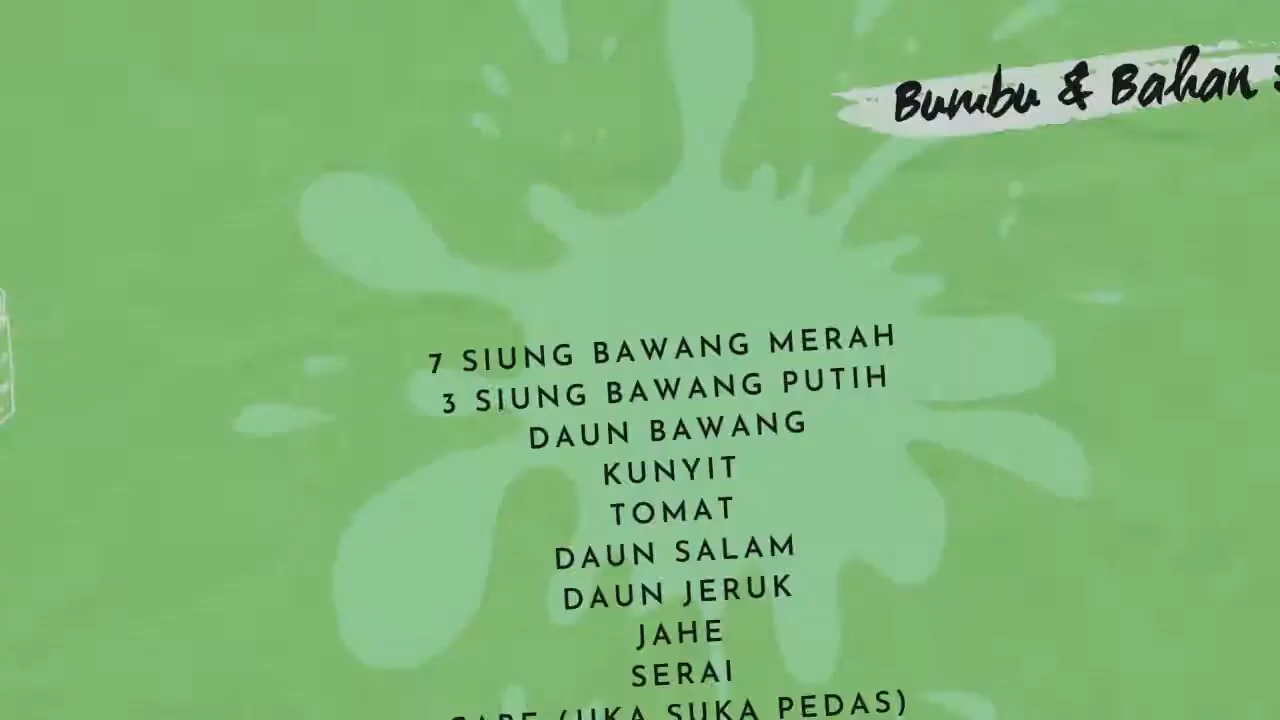 Bumbu & Bahan :
7 SIUNG BAWANG MERAH
3 SIUNG BAWANG PUTIH
DAUN BAWANG
KUNYIT
TOMAT
DAUN SALAM
DAUN JERUK
JAHE
SERAI
SUKA PEDAS)